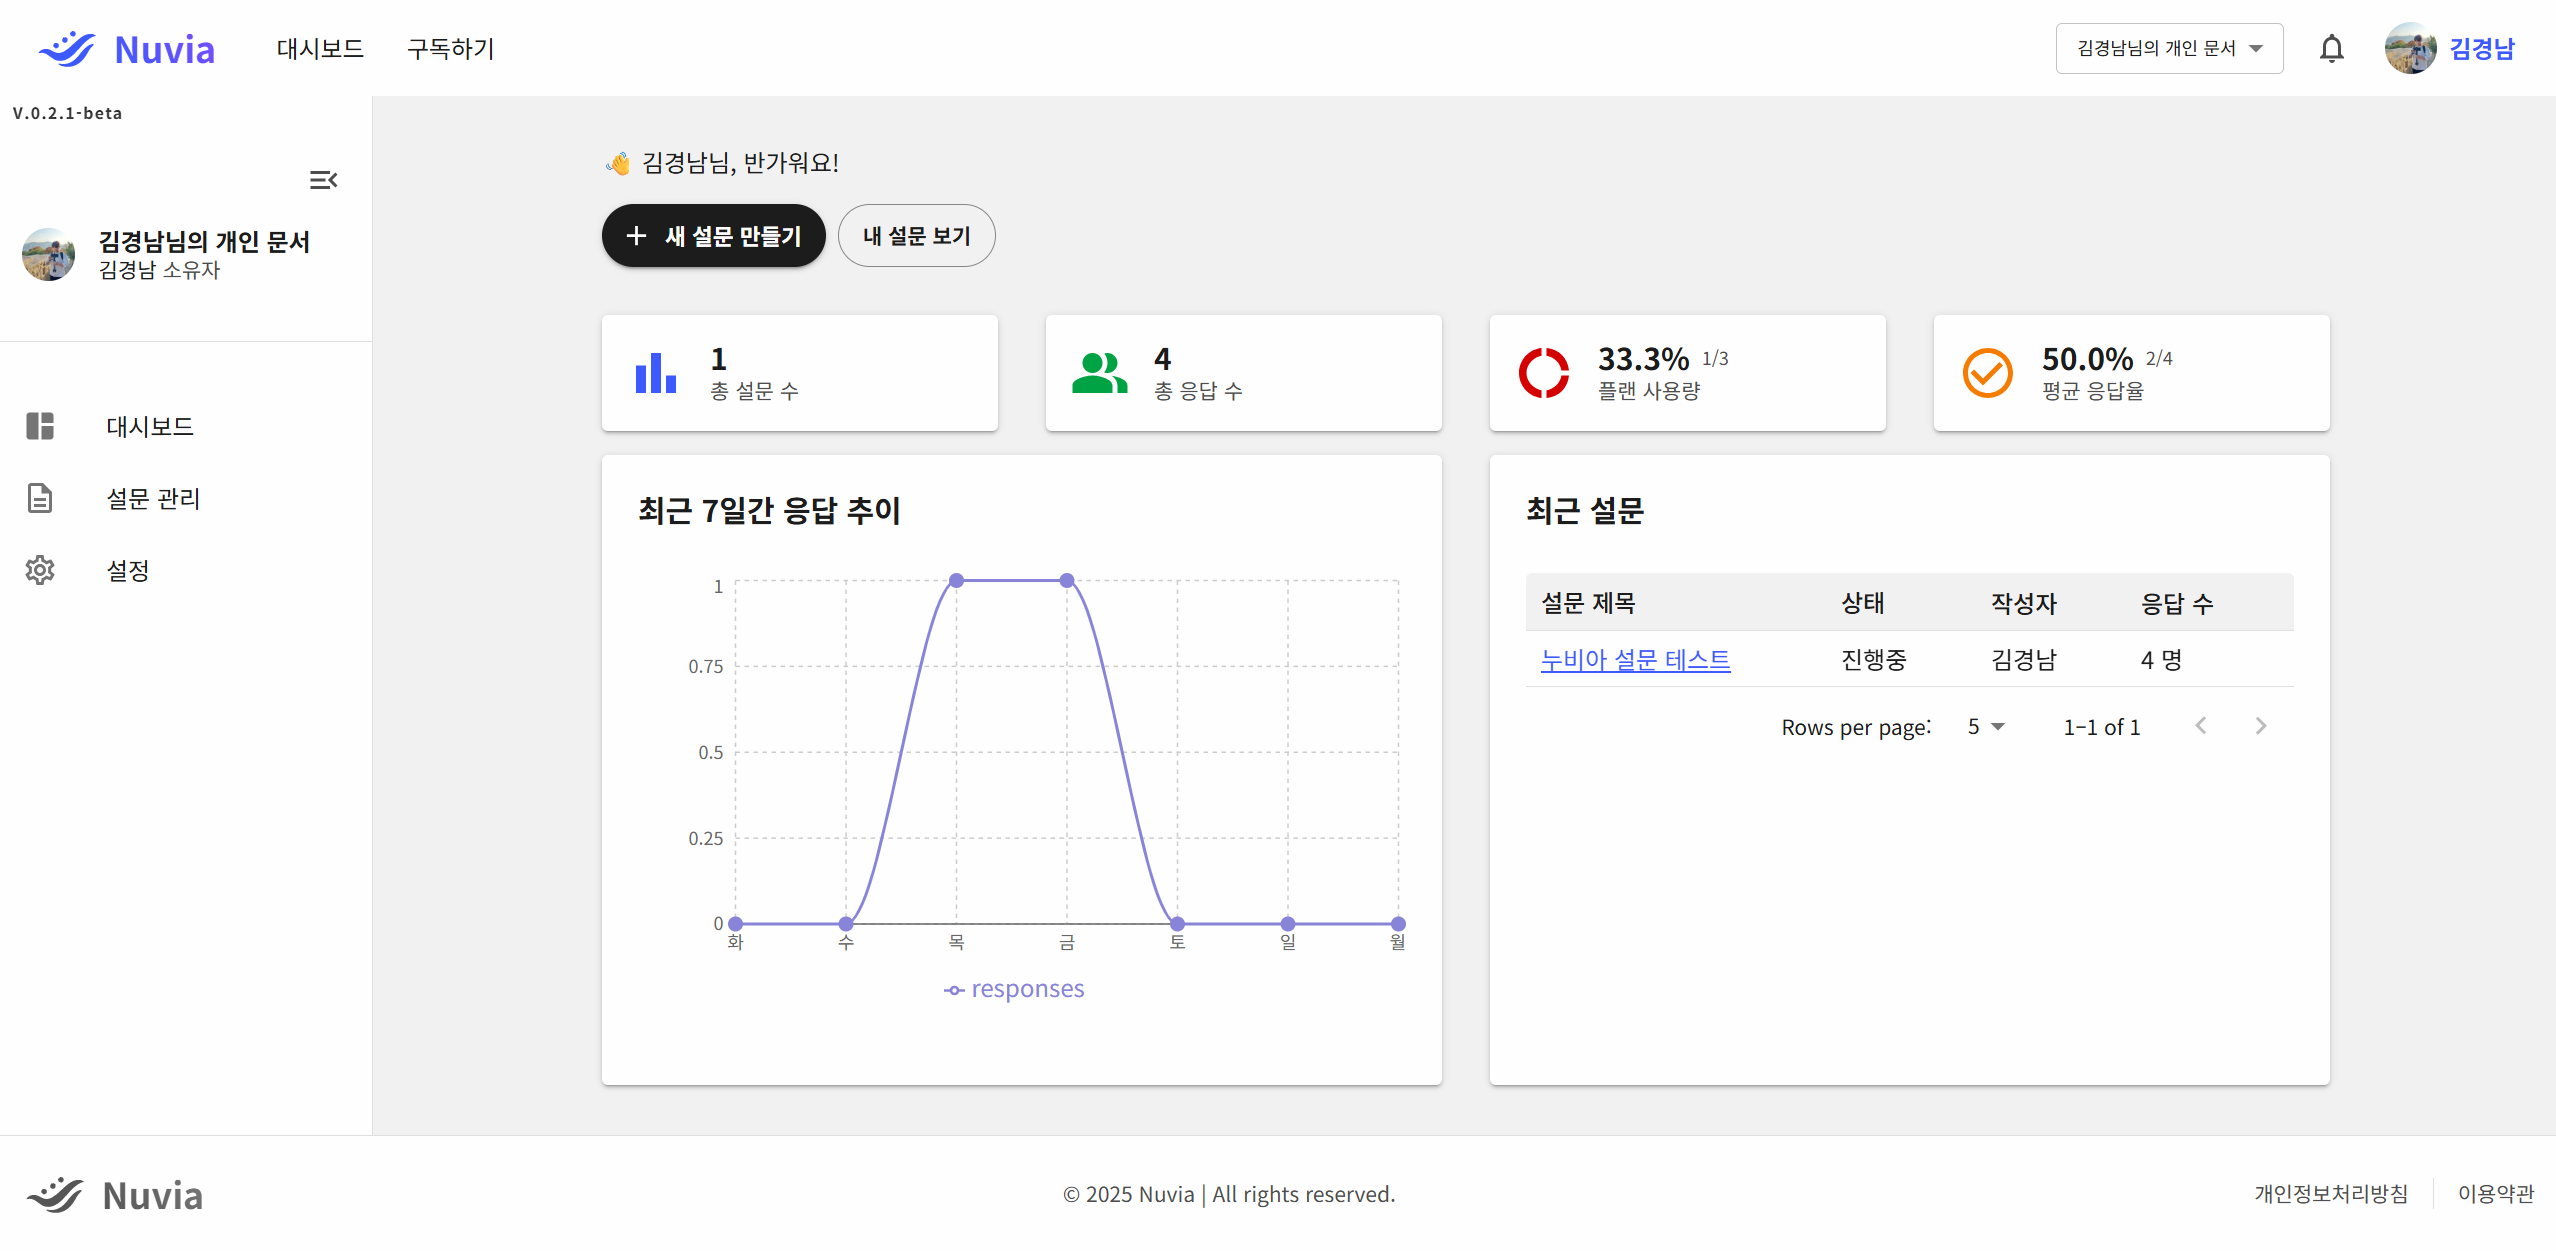 Nuvia
대시보드
구독하기
김경남님의 개인 문서
김경남
V.0.2.1-beta
김경남님의 개인 문서
김경남 소유자
대시보드
설문 관리
설정
👋 김경남님, 반가워요!
새 설문 만들기
내 설문 보기
1
총 설문 수
4
총 응답 수
33.3% 1/3
플랜 사용량
50.0% 2/4
평균 응답율
최근 7일간 응답 추이
1
0.75
0.5
0.25
0
화 수 목 금 토 일 월
responses
최근 설문
설문 제목 상태 작성자 응답 수
누비아 설문 테스트 진행중 김경남 4 명
Rows per page: 5 1–1 of 1
Nuvia
© 2025 Nuvia | All rights reserved.
개인정보처리방침
이용약관